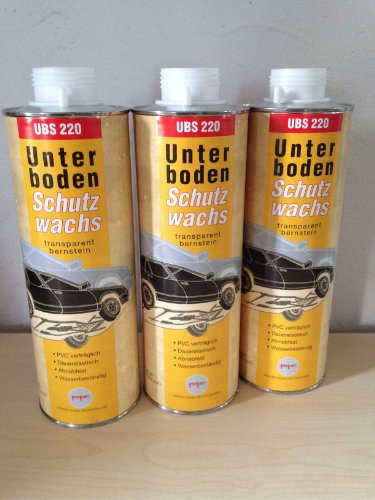 UBS 220
Unter
boden
Schutz
wachs
transparent
bernstein
• PVC verträglich
• Dauerelastisch
• Abriebfest
• Wasserbeständig
UBS 220
Unter
boden
Schutz
wachs
transparent
bernstein
• PVC verträglich
• Dauerelastisch
• Abriebfest
• Wasserbeständig
UBS 220
Unter
boden
Schutz
wachs
transparent
bernstein
• PVC verträglich
• Dauerelastisch
• Abriebfest
• Wasserbeständig